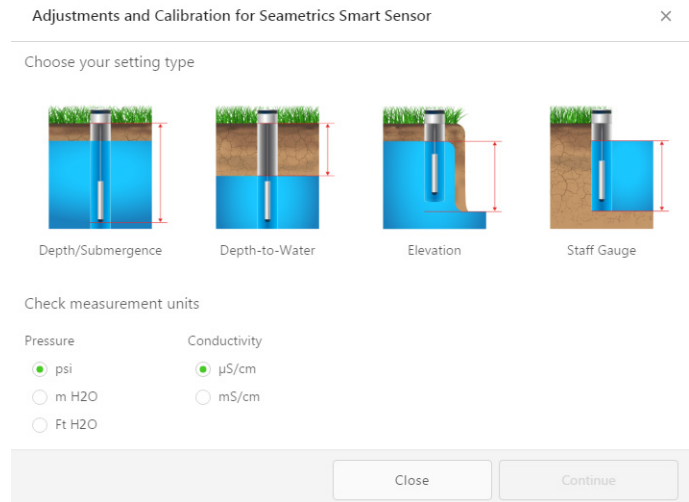 Adjustments and Calibration for Seametrics Smart Sensor
Choose your setting type
Depth/Submergence
Depth-to-Water
Elevation
Staff Gauge
Check measurement units
Pressure
Conductivity
psi
µS/cm
m H2O
mS/cm
Ft H2O
Close
Continue